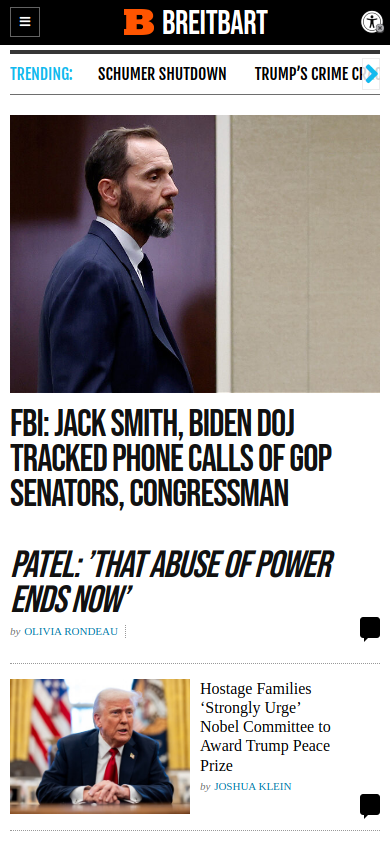 B BREITBART
TRENDING: SCHUMER SHUTDOWN TRUMP’S CRIME
FBI: JACK SMITH, BIDEN DOJ
TRACKED PHONE CALLS OF GOP
SENATORS, CONGRESSMAN
PATEL: ’THAT ABUSE OF POWER
ENDS NOW’
by OLIVIA RONDEAU
Hostage Families
‘Strongly Urge’
Nobel Committee to
Award Trump Peace
Prize
by JOSHUA KLEIN